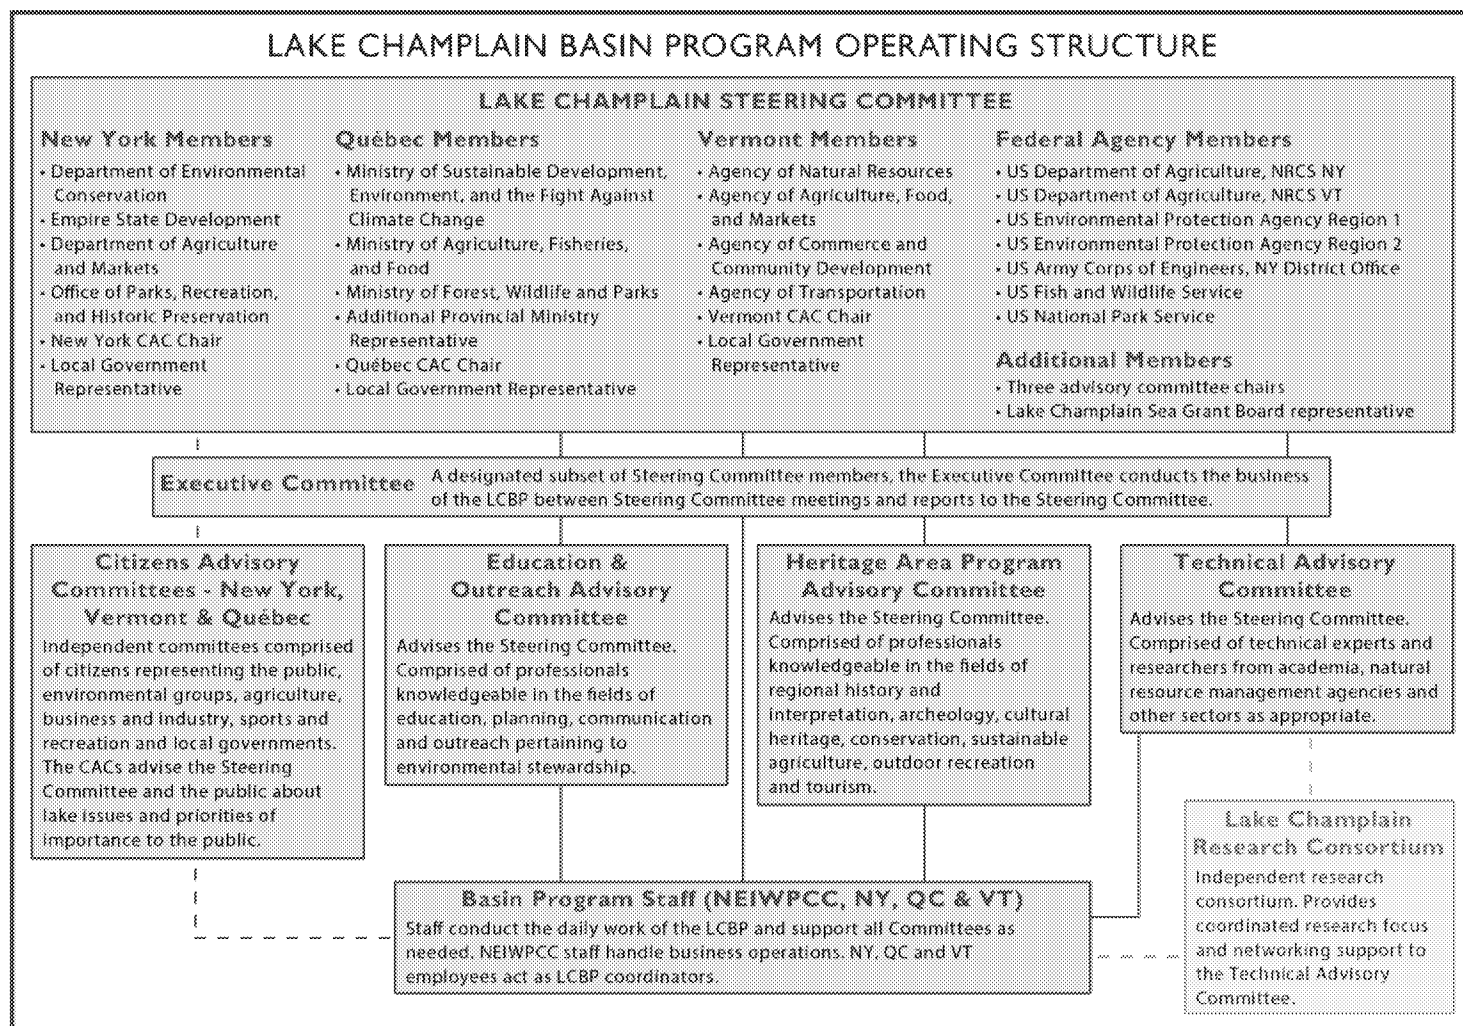 LAKE CHAMPLAIN BASIN PROGRAM OPERATING STRUCTURE
LAKE CHAMPLAIN STEERING COMMITTEE
New York Members
• Department of Environmental
Conservation
• Empire State Development
• Department of Agriculture
and Markets
• Office of Parks, Recreation,
and Historic Preservation
• New York CAC Chair
• Local Government
Representative
Québec Members
• Ministry of Sustainable Development,
Environment, and the Fight Against
Climate Change
• Ministry of Agriculture, Fisheries,
and Food
• Ministry of Forest, Wildlife and Parks
• Additional Provincial Ministry
Representative
• Québec CAC Chair
• Local Government Representative
Vermont Members
• Agency of Natural Resources
• Agency of Agriculture, Food,
and Markets
• Agency of Commerce and
Community Development
• Agency of Transportation
• Vermont CAC Chair
• Local Government
Representative
Federal Agency Members
• US Department of Agriculture, NRCS NY
• US Department of Agriculture, NRCS VT
• US Environmental Protection Agency Region 1
• US Environmental Protection Agency Region 2
• US Army Corps of Engineers, NY District Office
• US Fish and Wildlife Service
• US National Park Service
Additional Members
• Three advisory committee chairs
• Lake Champlain Sea Grant Board representative
Executive Committee
A designated subset of Steering Committee members, the Executive Committee conducts the business
of the LCBP between Steering Committee meetings and reports to the Steering Committee.
Citizens Advisory
Committees - New York,
Vermont & Québec
Independent committees comprised
of citizens representing the public,
environmental groups, agriculture,
business and industry, sports and
recreation and local governments.
The CACs advise the Steering
Committee and the public about
lake issues and priorities of
importance to the public.
Education &
Outreach Advisory
Committee
Advises the Steering Committee.
Comprised of professionals
knowledgeable in the fields of
education, planning, communication
and outreach pertaining to
environmental stewardship.
Heritage Area Program
Advisory Committee
Advises the Steering Committee.
Comprised of professionals
knowledgeable in the fields of
regional history and
interpretation, archeology, cultural
heritage, conservation, sustainable
agriculture, outdoor recreation
and tourism.
Technical Advisory
Committee
Advises the Steering Committee.
Comprised of technical experts and
researchers from academia, natural
resource management agencies and
other sectors as appropriate.
Lake Champlain
Research Consortium
Independent research
consortium. Provides
coordinated research focus
and networking support to
the Technical Advisory
Committee.
Basin Program Staff (NEIWPCC, NY, QC & VT)
Staff conduct the daily work of the LCBP and support all Committees as
needed. NEIWPCC staff handle business operations. NY, QC and VT
employees act as LCBP coordinators.